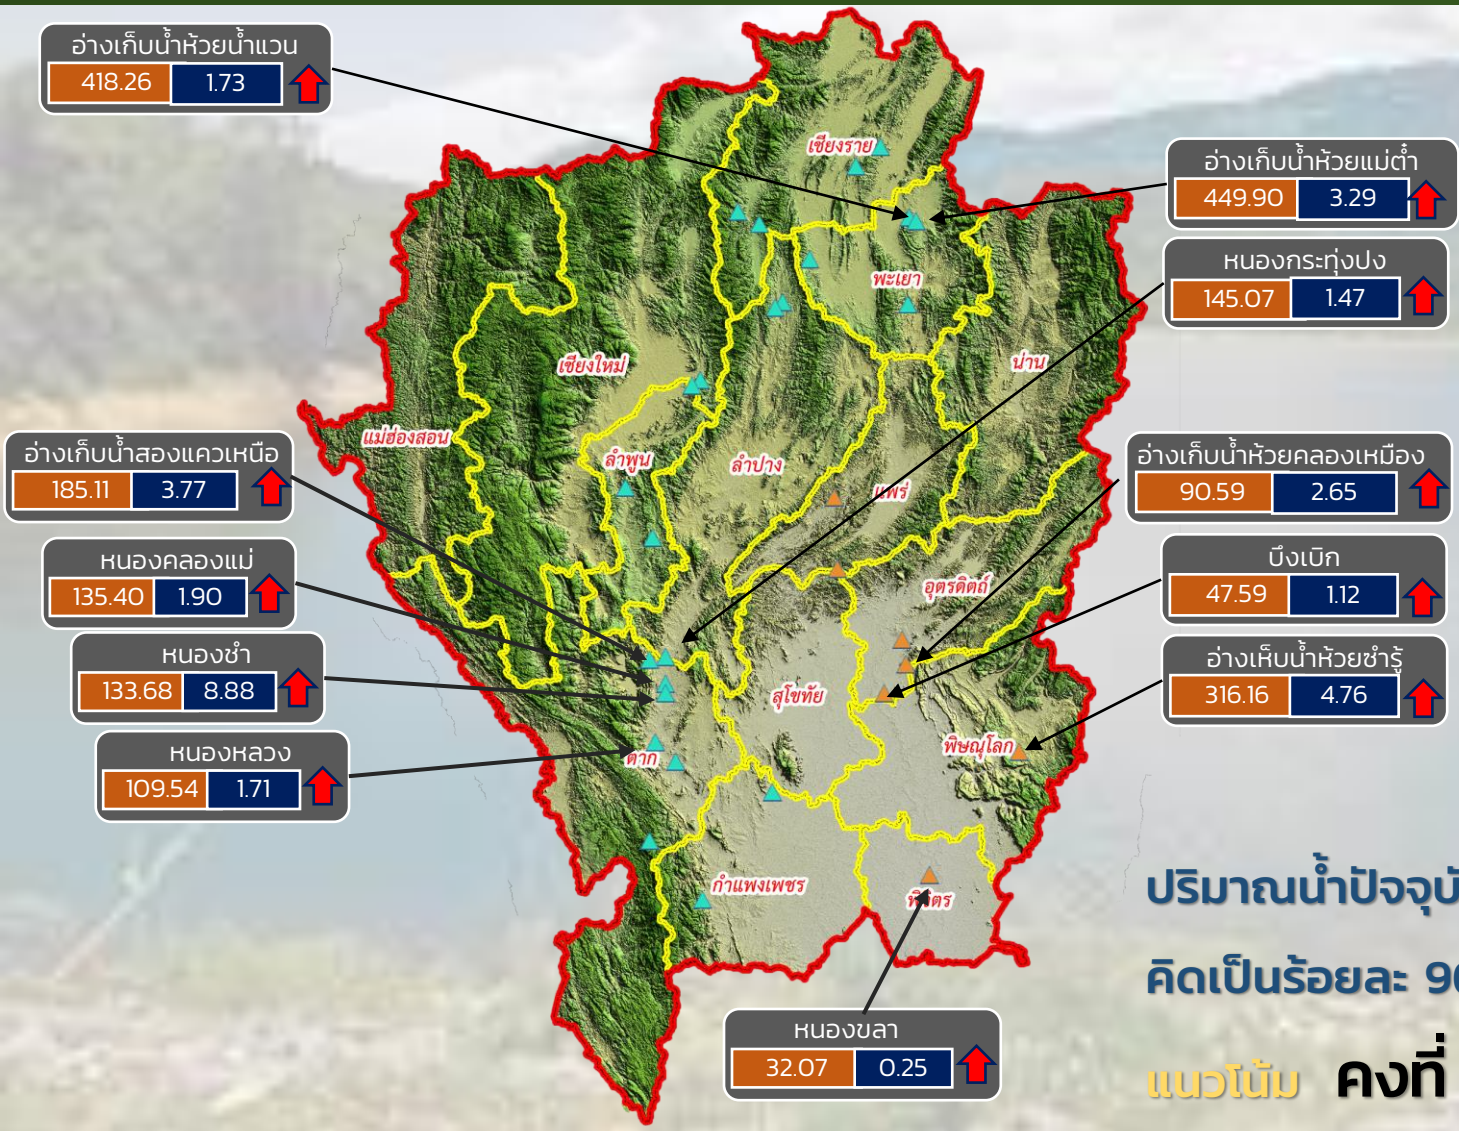 อ่างเก็บน้ำห้วยน้ำแวน
418.26 1.73
อ่างเก็บน้ำห้วยแม่ต๋ำ
449.90 3.29
หนองกระทุ่งปง
145.07 1.47
อ่างเก็บน้ำสองแควเหนือ
185.11 3.77
อ่างเก็บน้ำห้วยคลองเหมือง
90.59 2.65
หนองคลองแม่
135.40 1.90
บึงเบิก
47.59 1.12
หนองซำ
133.68 8.88
อ่างเห็บน้ำห้วยซำรู้
316.16 4.76
หนองหลวง
109.54 1.71
หนองขลา
32.07 0.25
เชียงราย
พะเยา
น่าน
เชียงใหม่
แม่ฮ่องสอน
ลำพูน
ลำปาง
แพร่
อุตรดิตถ์
สุโขทัย
ตาก
พิษณุโลก
กำแพงเพชร
ปริมาณน้ำปัจจุบั
คิดเป็นร้อยละ 9
แนวโน้ม คงที่